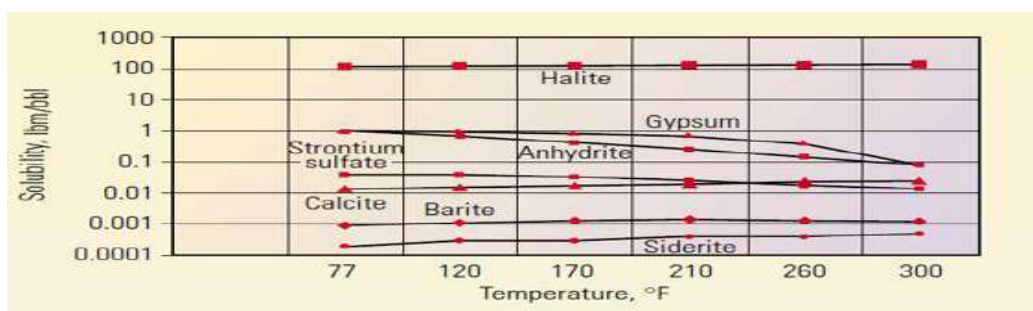 1000
100
Halite
10
Gypsum
1
Strontium
sulfate
Anhydrite
0.1
0.01
Calcite
Barite
0.001
Siderite
0.0001
Solubility, lbm/bbl
77 120 170 210 260 300
Temperature, °F